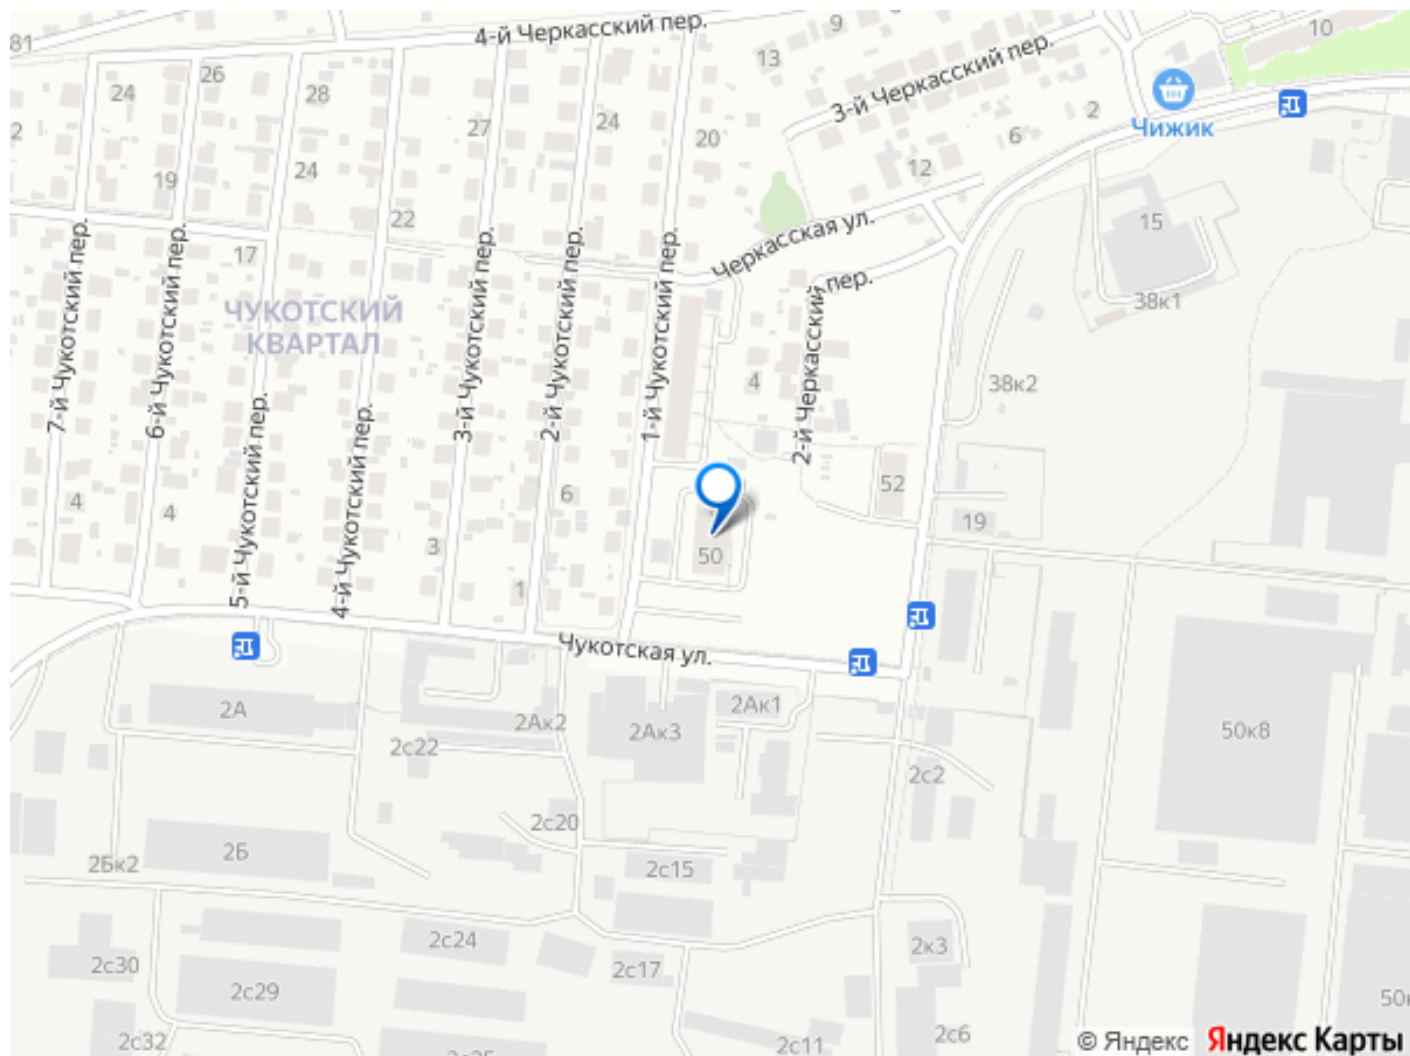 4-й Черкасский пер.
81
26
24
28
13
9
10
3-й Черкасский пер.
Чижик
2
27
24
20
2
6
12
19
24
22
17
15
Черкасская ул.
пер.
38к1
ЧУКОТСКИЙ
КВАРТАЛ
7-й Чукотский пер.
6-й Чукотский пер.
5-й Чукотский пер.
4-й Чукотский пер.
3-й Чукотский пер.
2-й Чукотский пер.
1-й Чукотский пер.
2-й Черкасский
4
38к2
52
19
4
4
6
3
1
50
Чукотская ул.
2А
2Ак2
2Ак3
2Ак1
2с22
2с2
50к8
2с20
2Б
2Бк2
2с15
2с24
2к3
2с30
2с17
2с29
2с32
2с11
2с6
© Яндекс Яндекс Карты